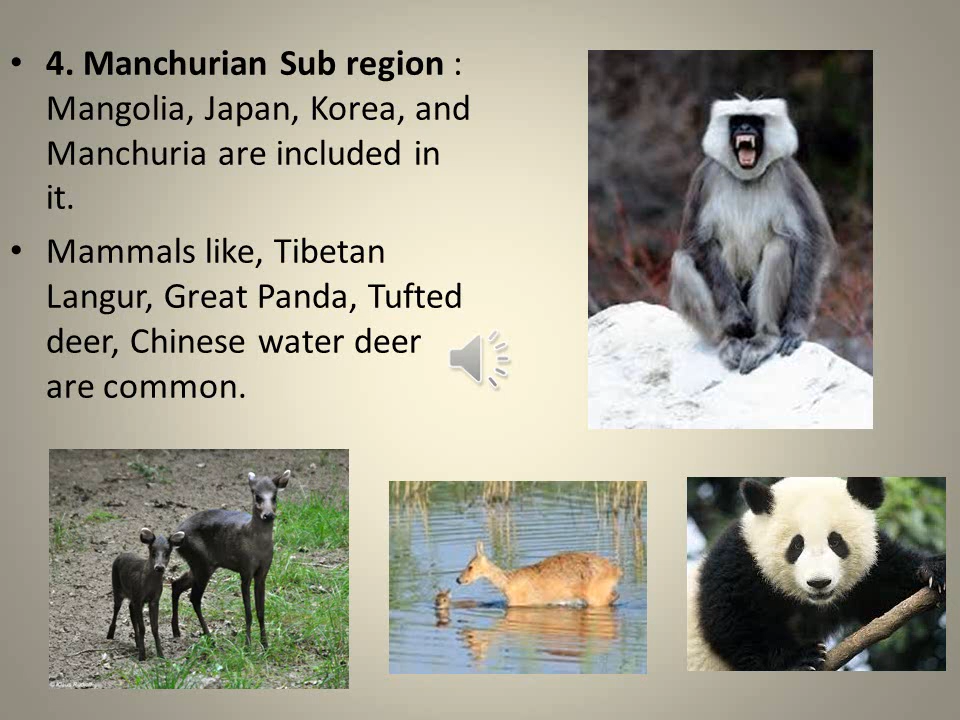 • 4. Manchurian Sub region :
Mangolia, Japan, Korea, and
Manchuria are included in
it.
• Mammals like, Tibetan
Langur, Great Panda, Tufted
deer, Chinese water deer
are common.